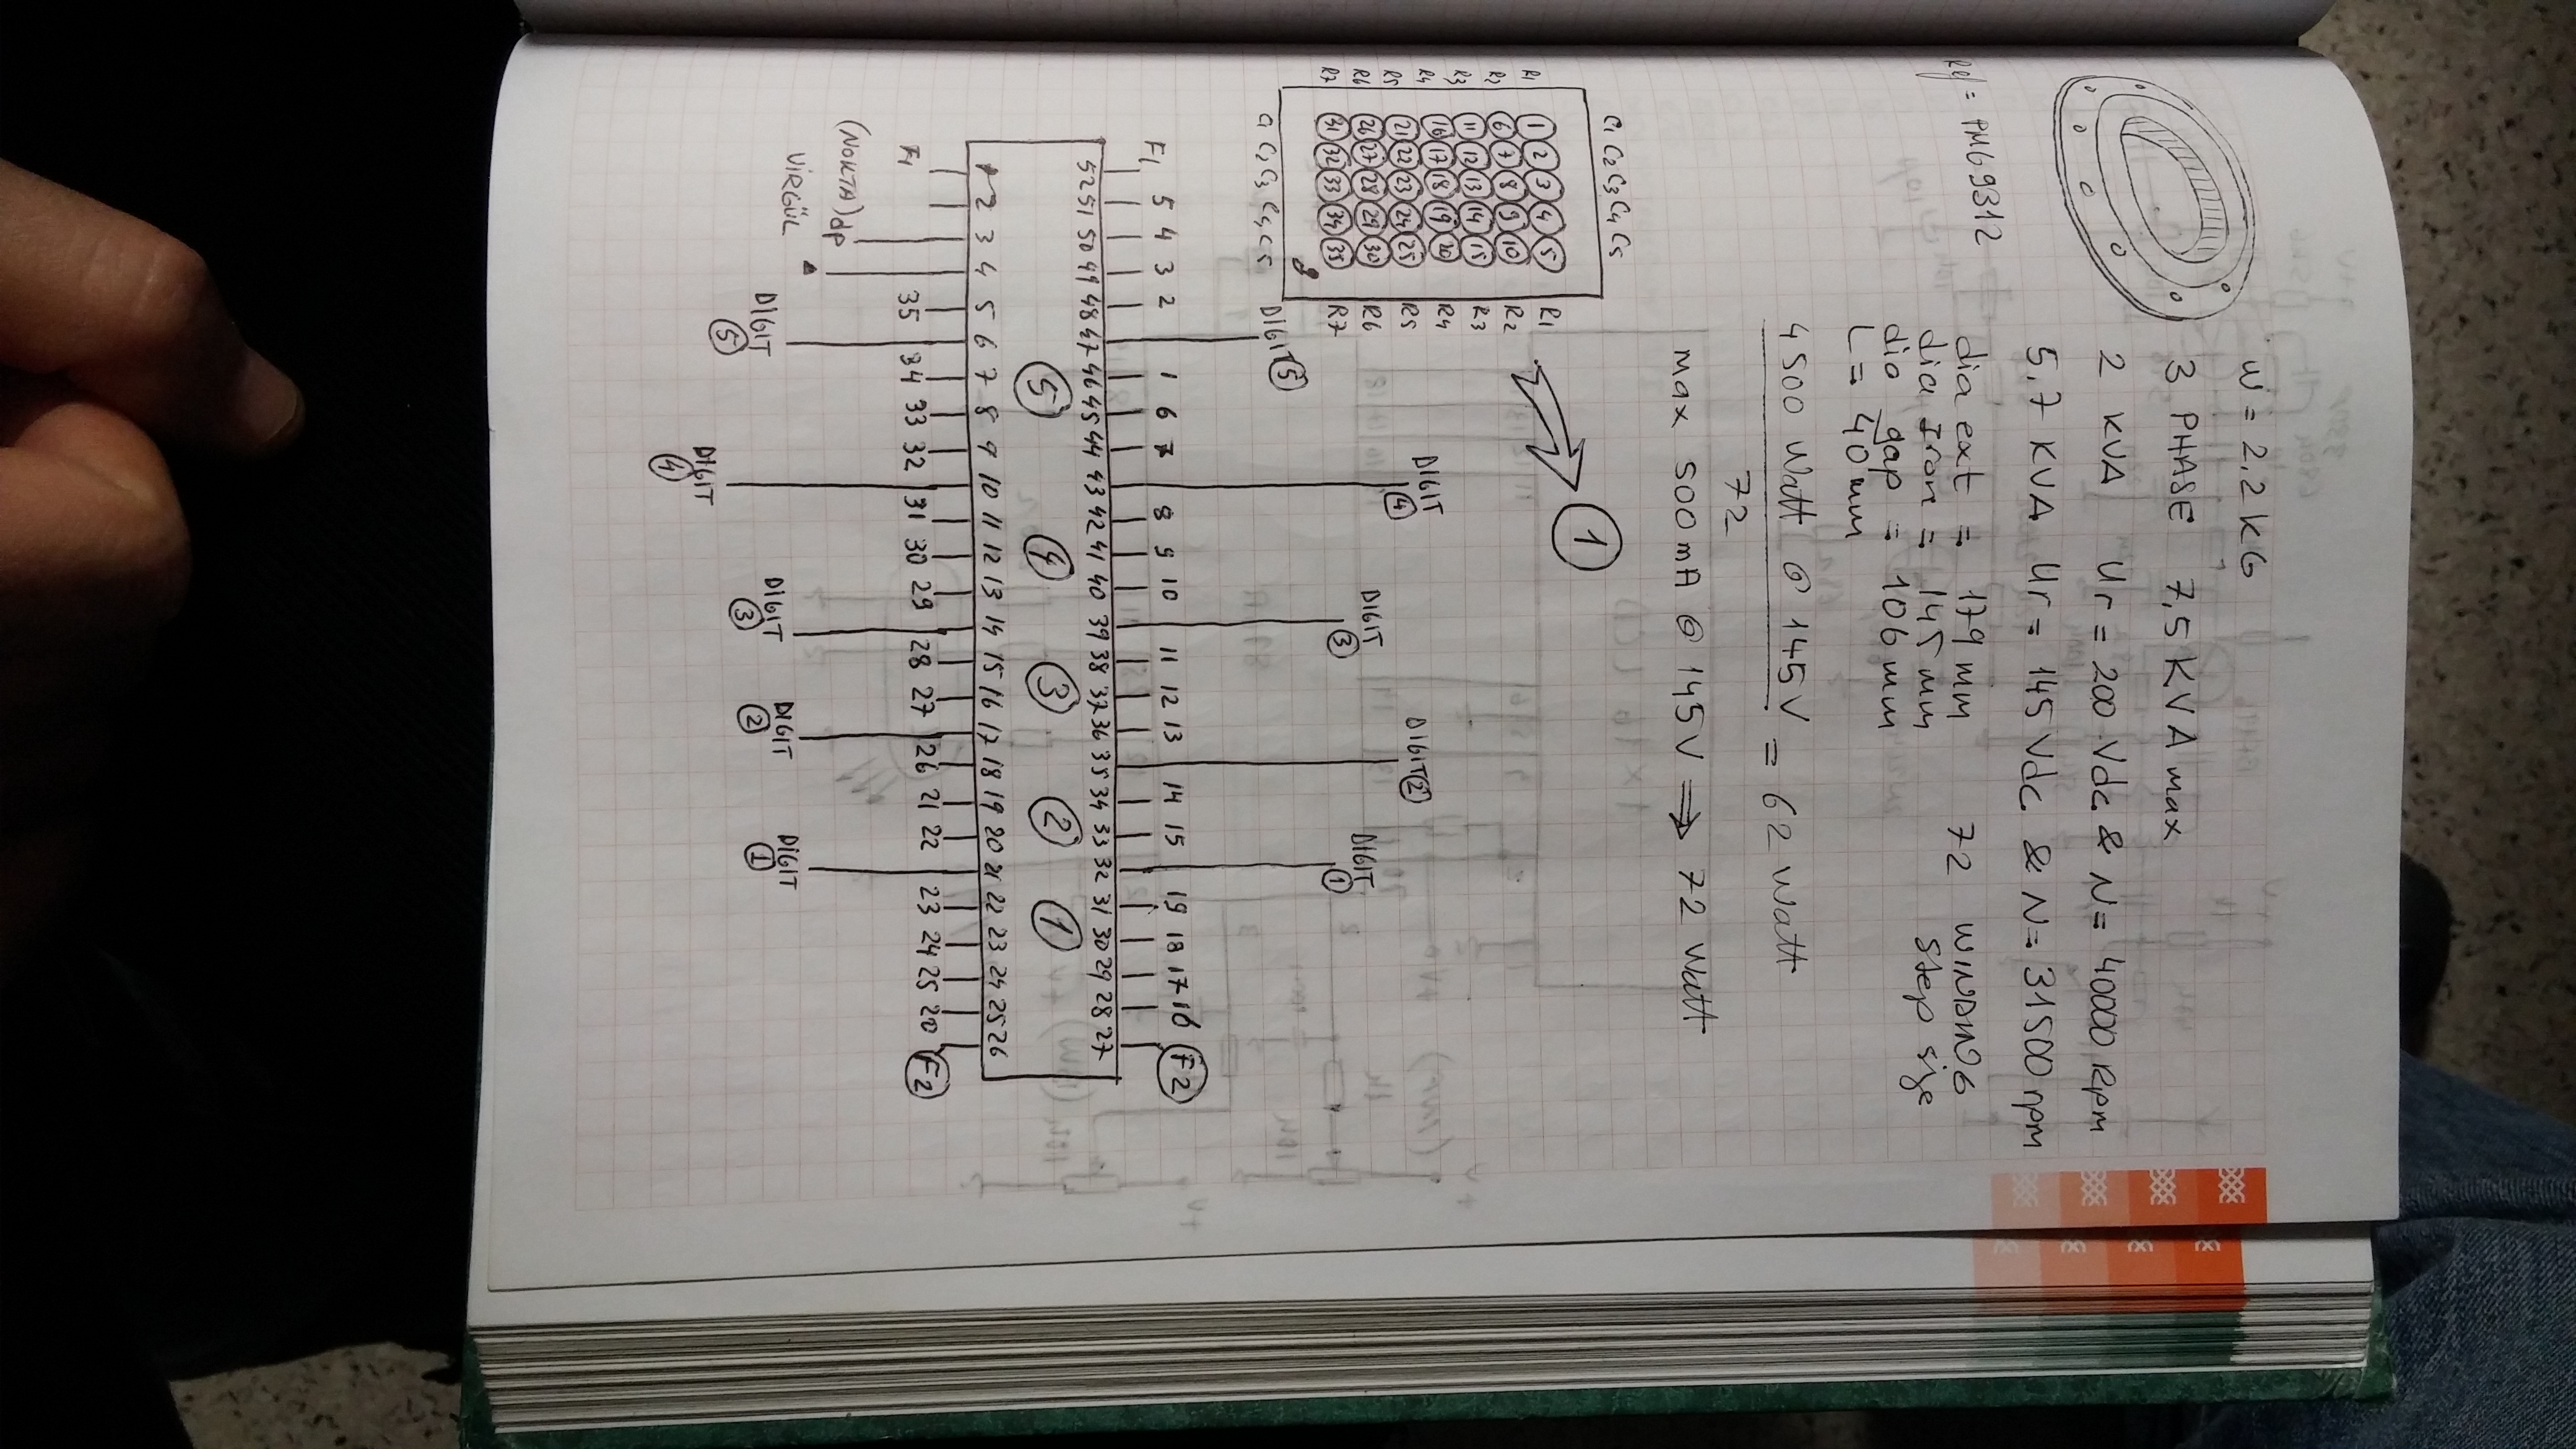 W = 2,2 KG
3 PHASE 7,5 KVA max
2 KVA Ur = 200 Vdc & N = 40000 Rpm
5,7 KVA Ur = 145 Vdc & N = 31500 rpm
Ref = PMG9312
dia ext = 179 mm 72 WINDING
dia Iron = 145 mm Step size
dia gap = 106 mm
L = 40 mm
4500 Watt @ 145V = 62 Watt
72
max 500 mA @ 145V ⇒ 72 Watt
C1 C2 C3 C4 C5
1
R1 1 2 3 4 5 R1
R2 6 7 8 9 10 R2
R3 11 12 13 14 15 R3
R4 16 17 18 19 20 R4
R5 21 22 23 24 25 R5
R6 26 27 28 29 30 R6
R7 31 32 33 34 35 R7
C1 C2 C3 C4 C5
DIGIT 4
DIGIT 2
DIGIT 3
DIGIT 1
DIGIT 5
F1 5 4 3 2 1 6 7 8 9 10 11 12 13 14 15 19 18 17 16 F2
52 51 50 49 48 47 46 45 44 43 42 41 40 39 38 37 36 35 34 33 32 31 30 29 28 27
5 4 3 2 1
1 2 3 4 5 6 7 8 9 10 11 12 13 14 15 16 17 18 19 20 21 22 23 24 25 26
F1 35 34 33 32 31 30 29 28 27 26 21 22 23 24 25 20 F2
(NOKTA) dp
VİRGÜL
DIGIT 5
DIGIT 3
DIGIT 2
DIGIT 1
DIGIT 4